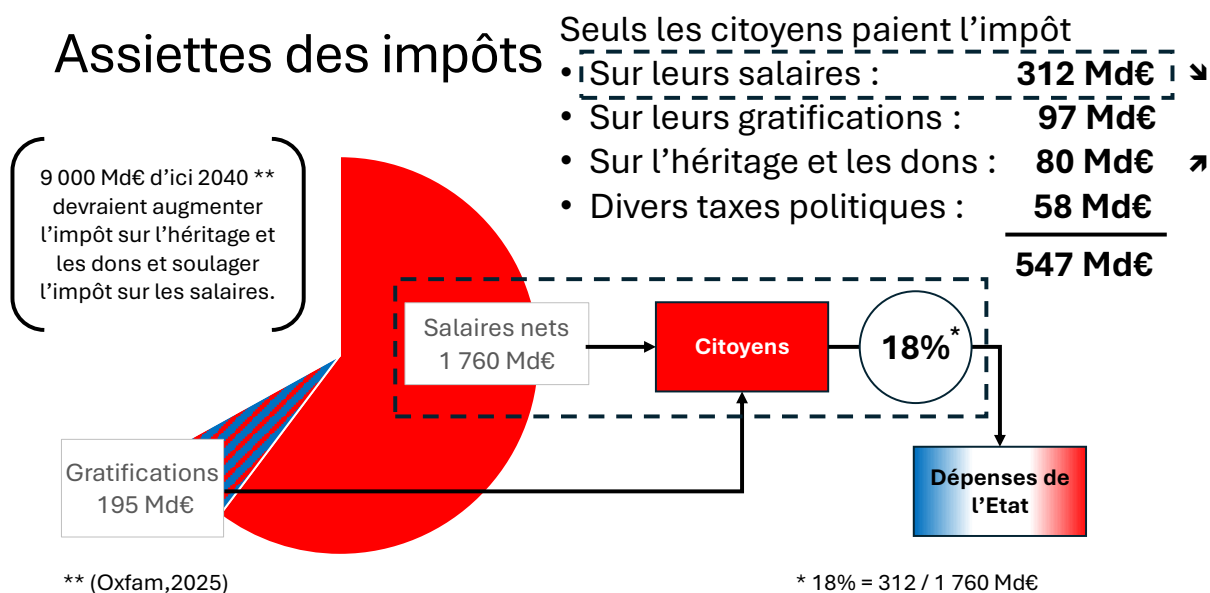 Assiettes des impôts
Seuls les citoyens paient l’impôt
• Sur leurs salaires : 312 Md€ ➘
• Sur leurs gratifications : 97 Md€
• Sur l’héritage et les dons : 80 Md€ ➚
• Divers taxes politiques : 58 Md€
547 Md€
9 000 Md€ d’ici 2040 **
devraient augmenter
l’impôt sur l’héritage et
les dons et soulager
l’impôt sur les salaires.
Salaires nets
1 760 Md€
Citoyens
18%*
Gratifications
195 Md€
Dépenses de
l’Etat
** (Oxfam,2025)
* 18% = 312 / 1 760 Md€